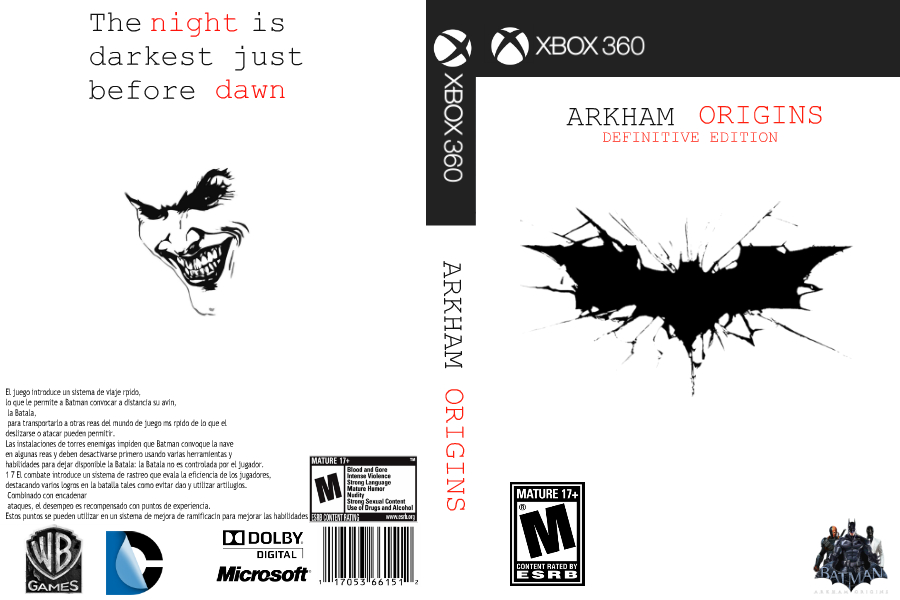 The night is
darkest just
before dawn
El juego introduce un sistema de viaje rpido,
lo que le permite a Batman convocar a distancia su avin,
la Batala,
para transportarlo a otras reas del mundo de juego ms rpido de lo que el
deslizarse o atacar pueden permitir.
Las instalaciones de torres enemigas impiden que Batman convoque la nave
en algunas reas y deben desactivarse primero usando varias herramientas y
habilidades para dejar disponible la Batala: la Batala no es controlada por el jugador.
1 7 El combate introduce un sistema de rastreo que evala la eficiencia de los jugadores,
destacando varios logros en la batalla tales como evitar dao y utilizar artilugios.
Combinado con encadenar
ataques, el desempeo es recompensado con puntos de experiencia.
Estos puntos se pueden utilizar en un sistema de mejora de ramificacin para mejorar las habilidades
MATURE 17+
TM
M
Blood and Gore
Intense Violence
Strong Language
Mature Humor
Nudity
Strong Sexual Content
Use of Drugs and Alcohol
ESRB CONTENT RATING www.esrb.org
WB
GAMES
DOLBY
DIGITAL
Microsoft
1 17053 66151 2
XBOX 360
ARKHAM ORIGINS
XBOX 360
ARKHAM ORIGINS
DEFINITIVE EDITION
MATURE 17+
®
M
CONTENT RATED BY
ESRB
BATMAN
ARKHAM ORIGINS